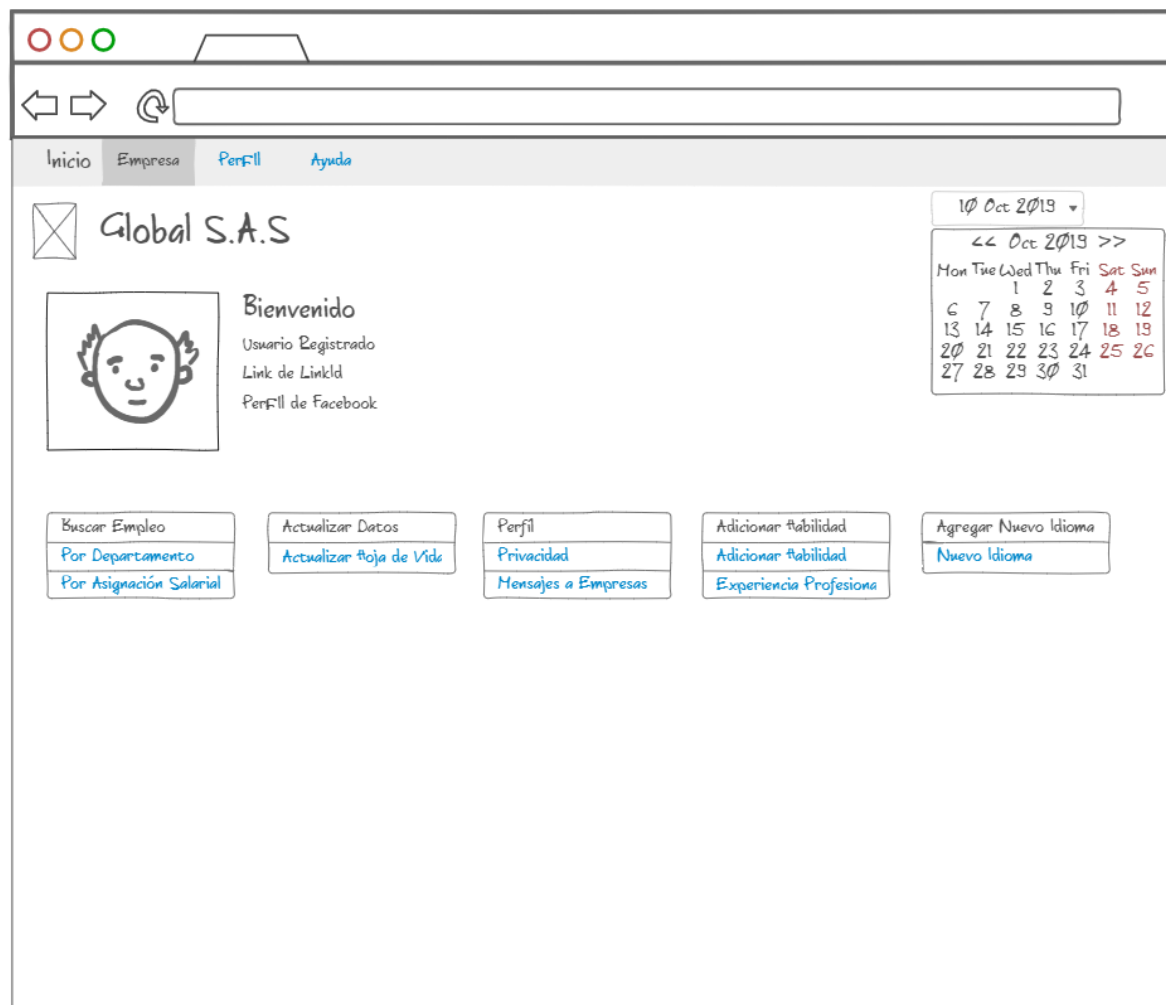 Inicio Empresa Perfil Ayuda
Global S.A.S
10 Oct 2019
<< Oct 2019 >>
Mon Tue Wed Thu Fri Sat Sun
1 2 3 4 5
6 7 8 9 10 11 12
13 14 15 16 17 18 19
20 21 22 23 24 25 26
27 28 29 30 31
Bienvenido
Usuario Registrado
Link de LinkId
Perfil de Facebook
Buscar Empleo
Por Departamento
Por Asignación Salarial
Actualizar Datos
Actualizar Hoja de Vida
Perfil
Privacidad
Mensajes a Empresas
Adicionar Habilidad
Adicionar Habilidad
Experiencia Profesiona
Agregar Nuevo Idioma
Nuevo Idioma